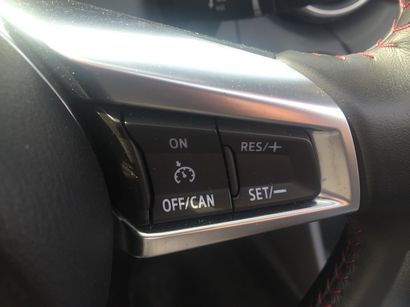 ON
OFF/CAN
RES/+
SET/—